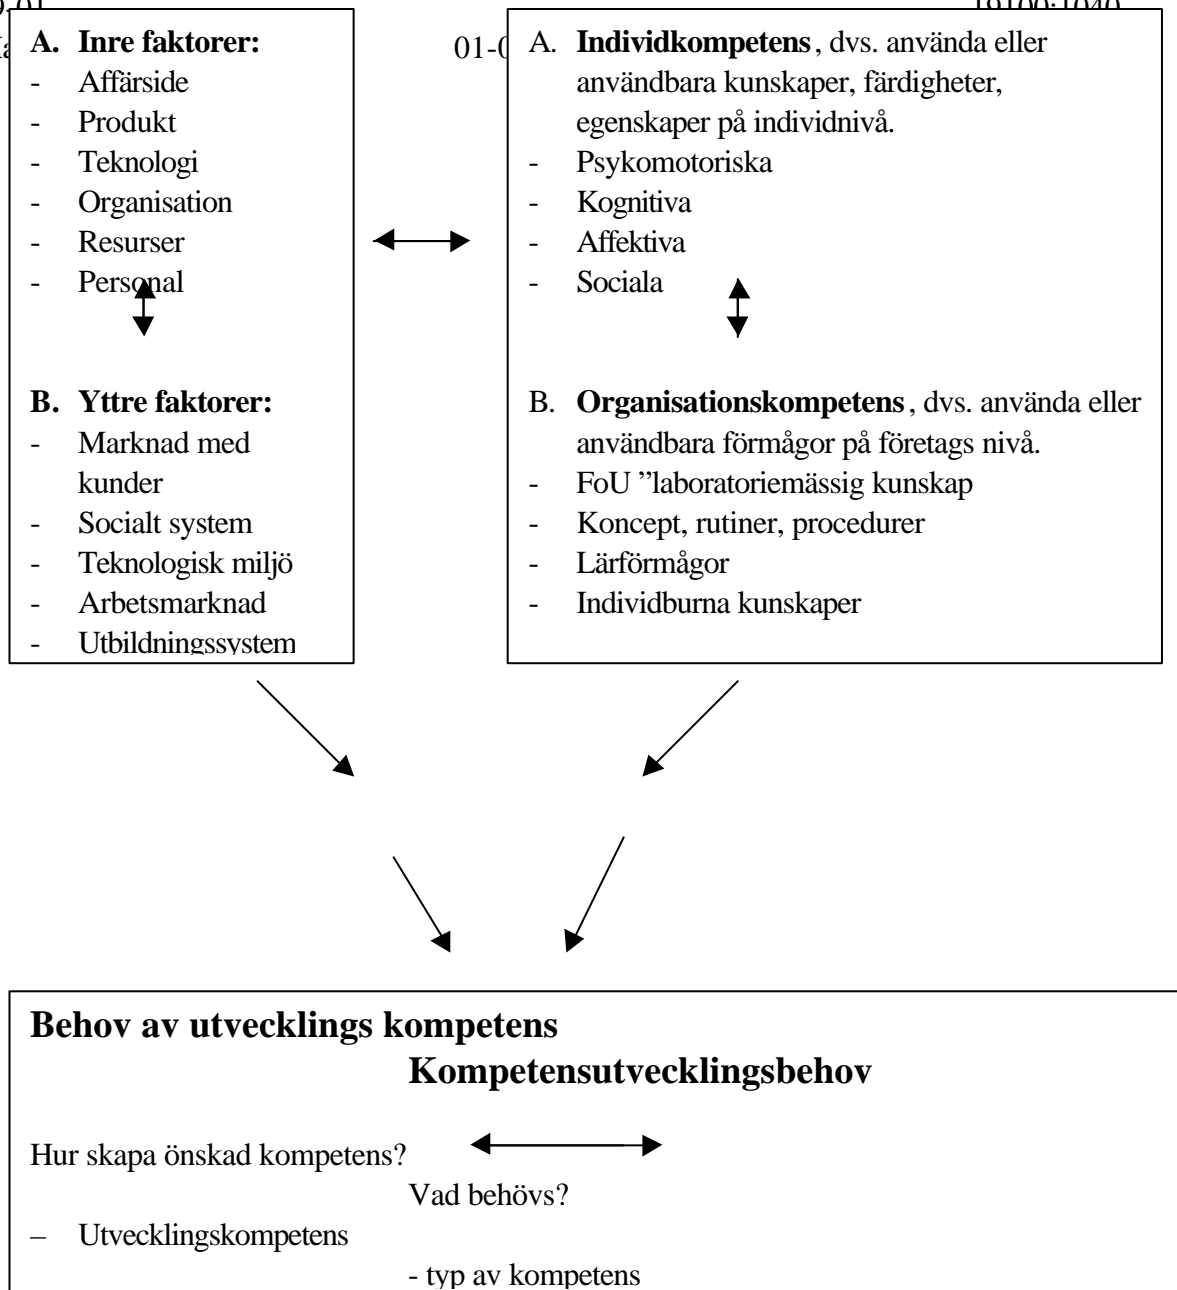 A. Inre faktorer:
- Affärside
- Produkt
- Teknologi
- Organisation
- Resurser
- Personal
B. Yttre faktorer:
- Marknad med
kunder
- Socialt system
- Teknologisk miljö
- Arbetsmarknad
- Utbildningssystem
01-0
A. Individkompetens, dvs. använda eller
användbara kunskaper, färdigheter,
egenskaper på individnivå.
- Psykomotoriska
- Kognitiva
- Affektiva
- Sociala
B. Organisationskompetens, dvs. använda eller
användbara förmågor på företags nivå.
- FoU ”laboratoriemässig kunskap
- Koncept, rutiner, procedurer
- Lärförmågor
- Individburna kunskaper
Behov av utvecklings kompetens
Kompetensutvecklingsbehov
Hur skapa önskad kompetens?
Vad behövs?
– Utvecklingskompetens
- typ av kompetens